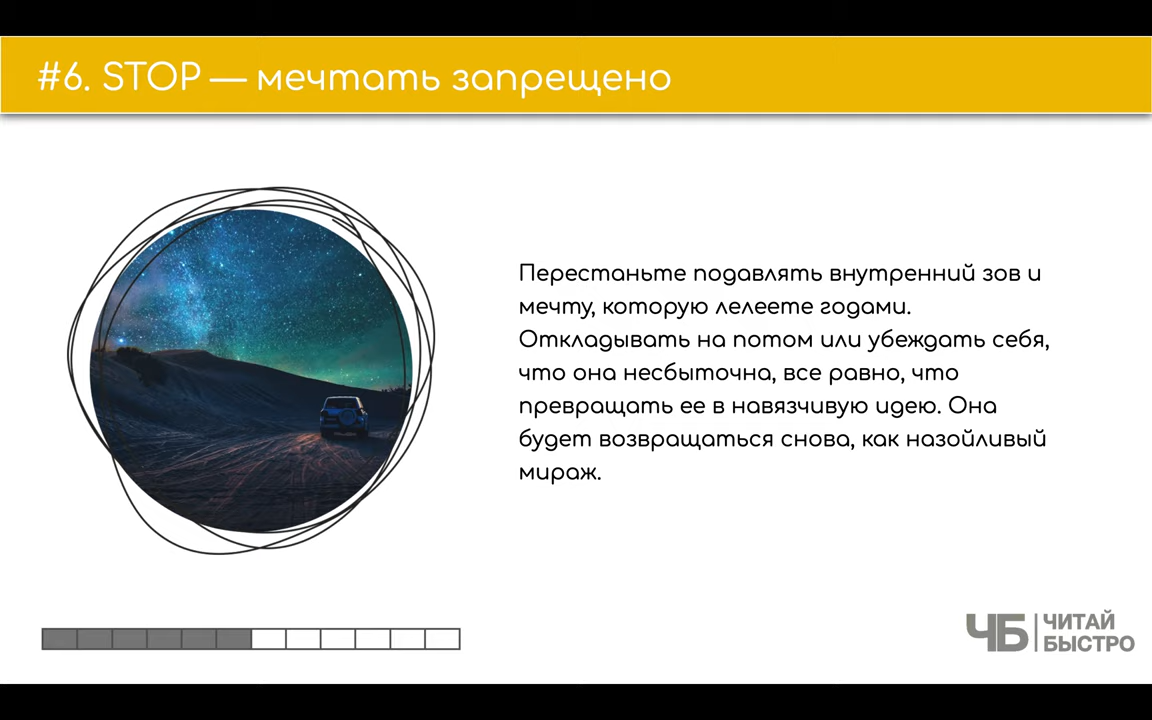 #6. STOP — мечтать запрещено
Перестаньте подавлять внутренний зов и
мечту, которую лелеете годами.
Откладывать на потом или убеждать себя,
что она несбыточна, все равно, что
превращать ее в навязчивую идею. Она
будет возвращаться снова, как назойливый
мираж.
ЧБ
ЧИТАЙ
БЫСТРО